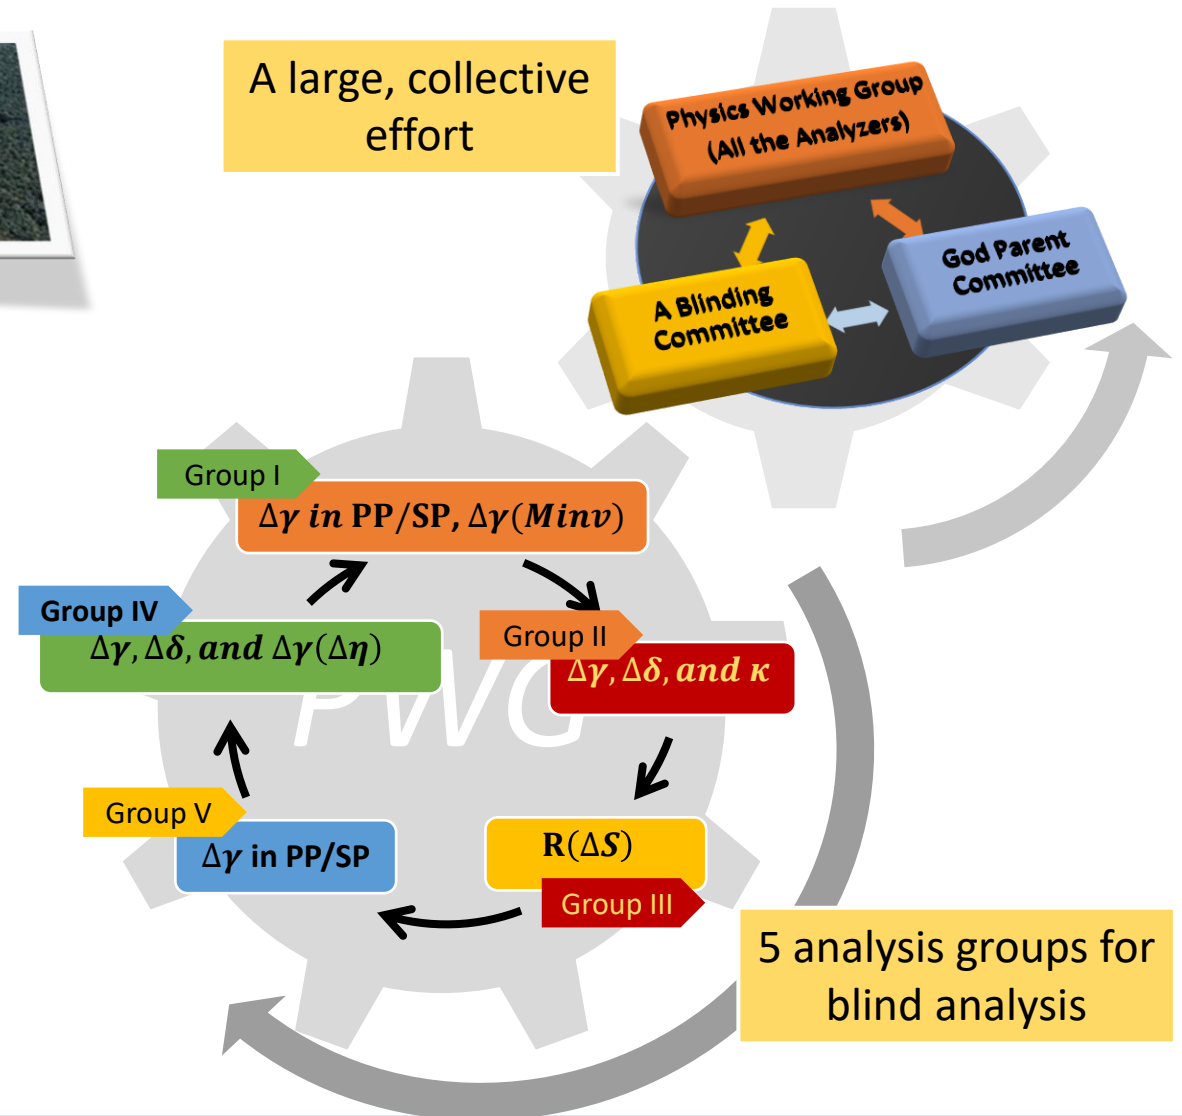 A large, collective
effort
Physics Working Group
(All the Analyzers)
God Parent
Committee
A Blinding
Committee
Group I
Δγ in PP/SP, Δγ(Minv)
Group IV
Δγ, Δδ, and Δγ(Δη)
Group II
Δγ, Δδ, and κ
PWG
Group V
Δγ in PP/SP
R(ΔS)
Group III
5 analysis groups for
blind analysis